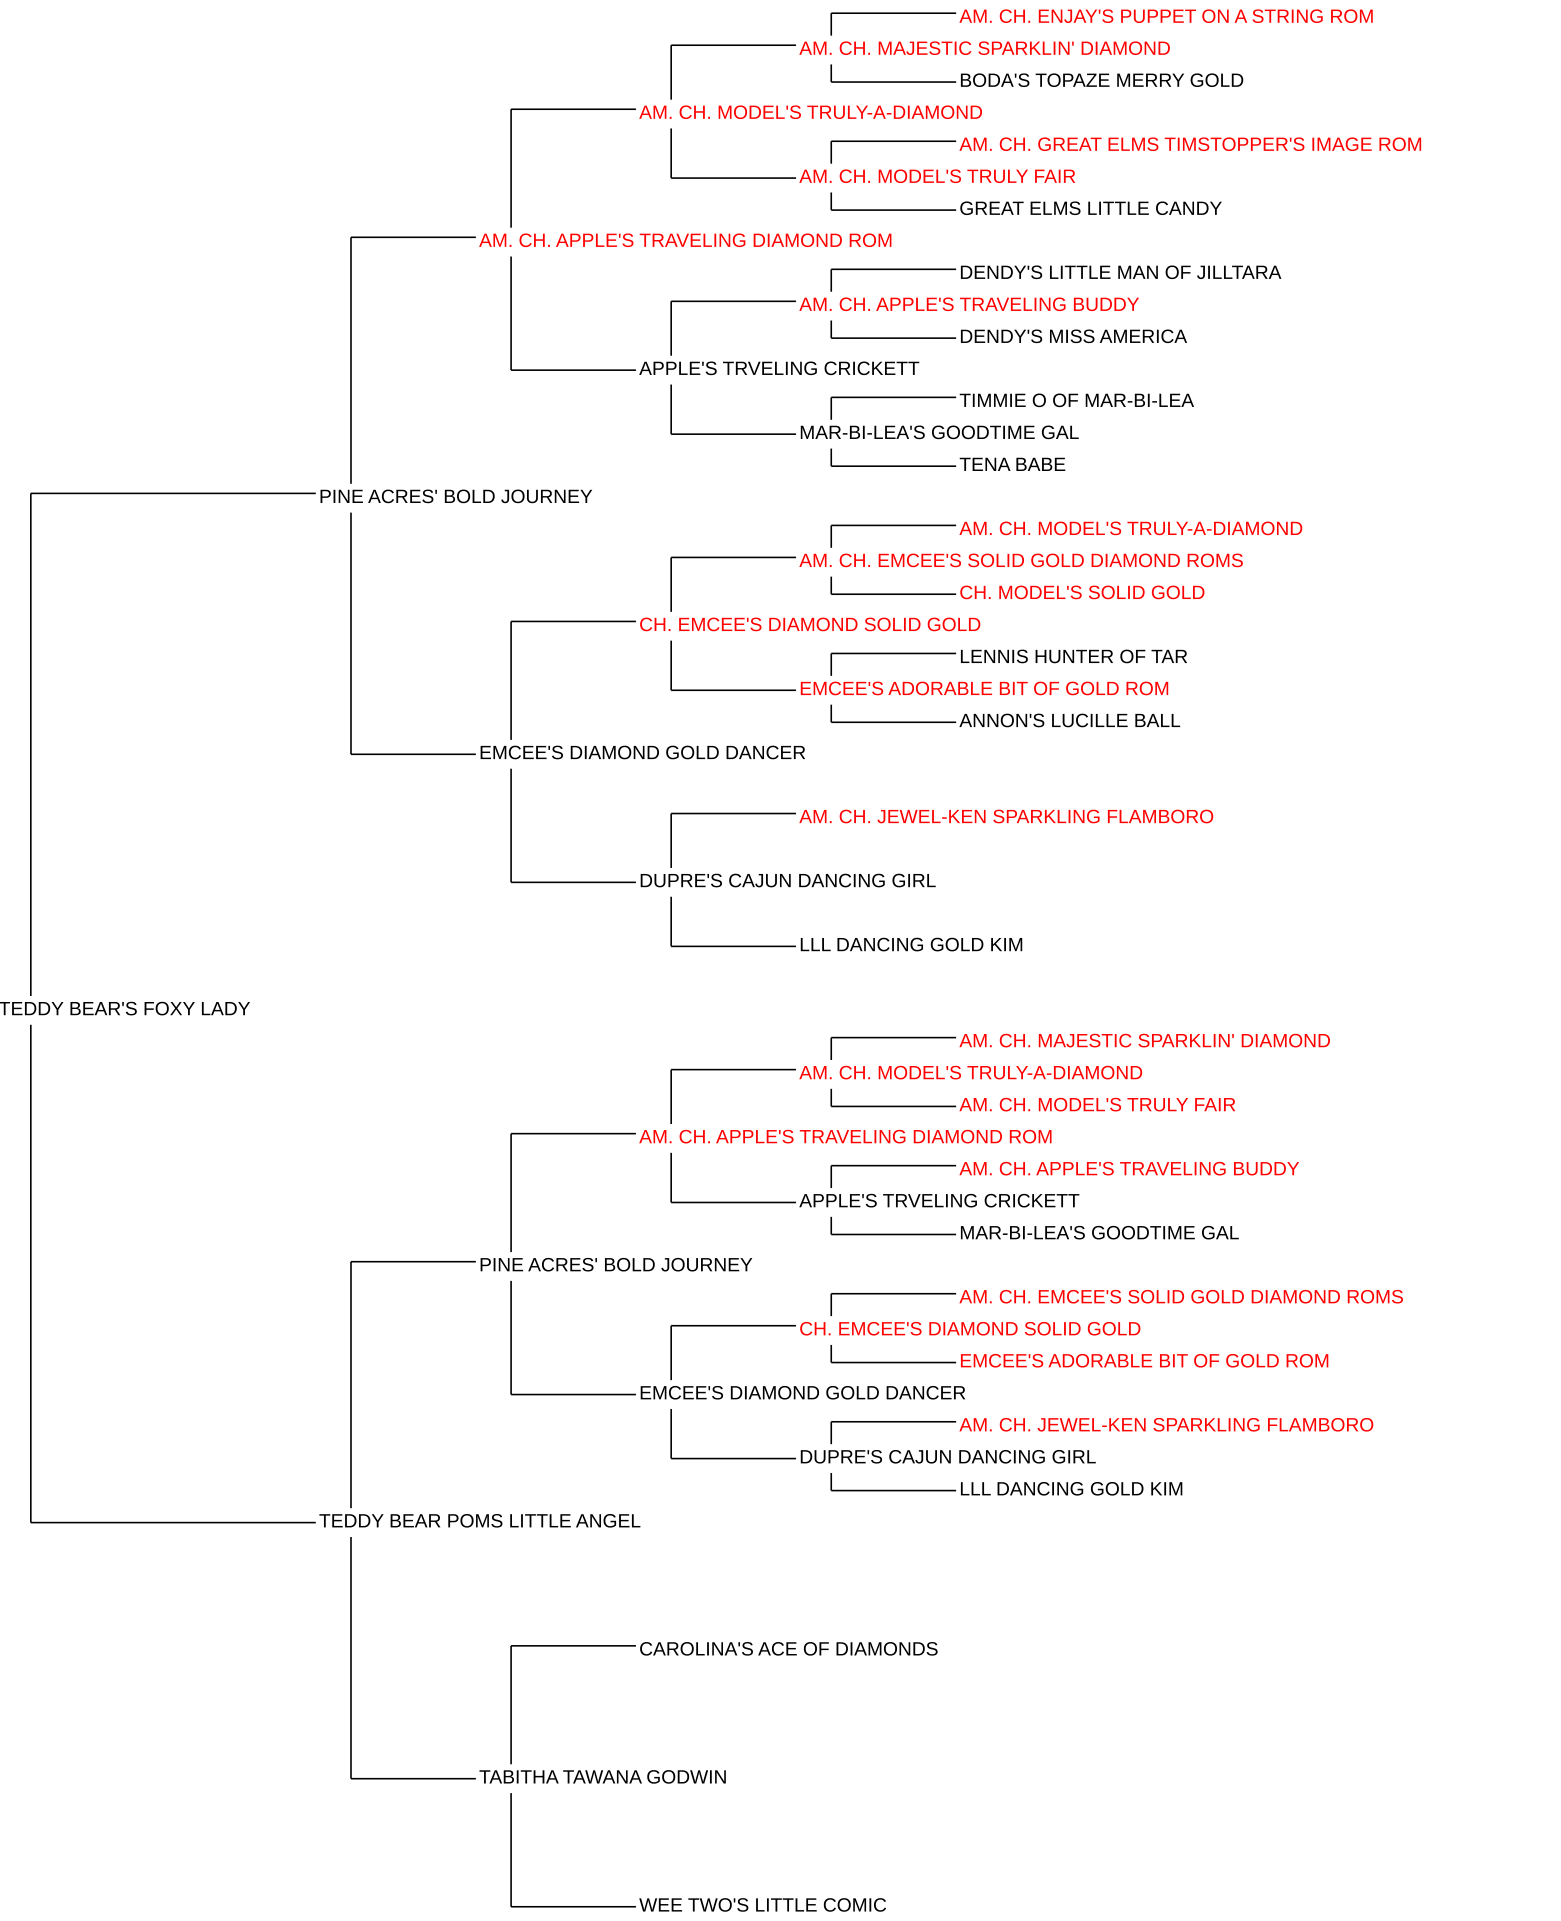 AM. CH. ENJAY'S PUPPET ON A STRING ROM
AM. CH. MAJESTIC SPARKLIN' DIAMOND
BODA'S TOPAZE MERRY GOLD
AM. CH. MODEL'S TRULY-A-DIAMOND
AM. CH. GREAT ELMS TIMSTOPPER'S IMAGE ROM
AM. CH. MODEL'S TRULY FAIR
GREAT ELMS LITTLE CANDY
AM. CH. APPLE'S TRAVELING DIAMOND ROM
DENDY'S LITTLE MAN OF JILLTARA
AM. CH. APPLE'S TRAVELING BUDDY
DENDY'S MISS AMERICA
APPLE'S TRVELING CRICKETT
TIMMIE O OF MAR-BI-LEA
MAR-BI-LEA'S GOODTIME GAL
TENA BABE
PINE ACRES' BOLD JOURNEY
AM. CH. MODEL'S TRULY-A-DIAMOND
AM. CH. EMCEE'S SOLID GOLD DIAMOND ROMS
CH. MODEL'S SOLID GOLD
CH. EMCEE'S DIAMOND SOLID GOLD
LENNIS HUNTER OF TAR
EMCEE'S ADORABLE BIT OF GOLD ROM
ANNON'S LUCILLE BALL
EMCEE'S DIAMOND GOLD DANCER
AM. CH. JEWEL-KEN SPARKLING FLAMBORO
DUPRE'S CAJUN DANCING GIRL
LLL DANCING GOLD KIM
TEDDY BEAR'S FOXY LADY
AM. CH. MAJESTIC SPARKLIN' DIAMOND
AM. CH. MODEL'S TRULY-A-DIAMOND
AM. CH. MODEL'S TRULY FAIR
AM. CH. APPLE'S TRAVELING DIAMOND ROM
AM. CH. APPLE'S TRAVELING BUDDY
APPLE'S TRVELING CRICKETT
MAR-BI-LEA'S GOODTIME GAL
PINE ACRES' BOLD JOURNEY
AM. CH. EMCEE'S SOLID GOLD DIAMOND ROMS
CH. EMCEE'S DIAMOND SOLID GOLD
EMCEE'S ADORABLE BIT OF GOLD ROM
EMCEE'S DIAMOND GOLD DANCER
AM. CH. JEWEL-KEN SPARKLING FLAMBORO
DUPRE'S CAJUN DANCING GIRL
LLL DANCING GOLD KIM
TEDDY BEAR POMS LITTLE ANGEL
CAROLINA'S ACE OF DIAMONDS
TABITHA TAWANA GODWIN
WEE TWO'S LITTLE COMIC